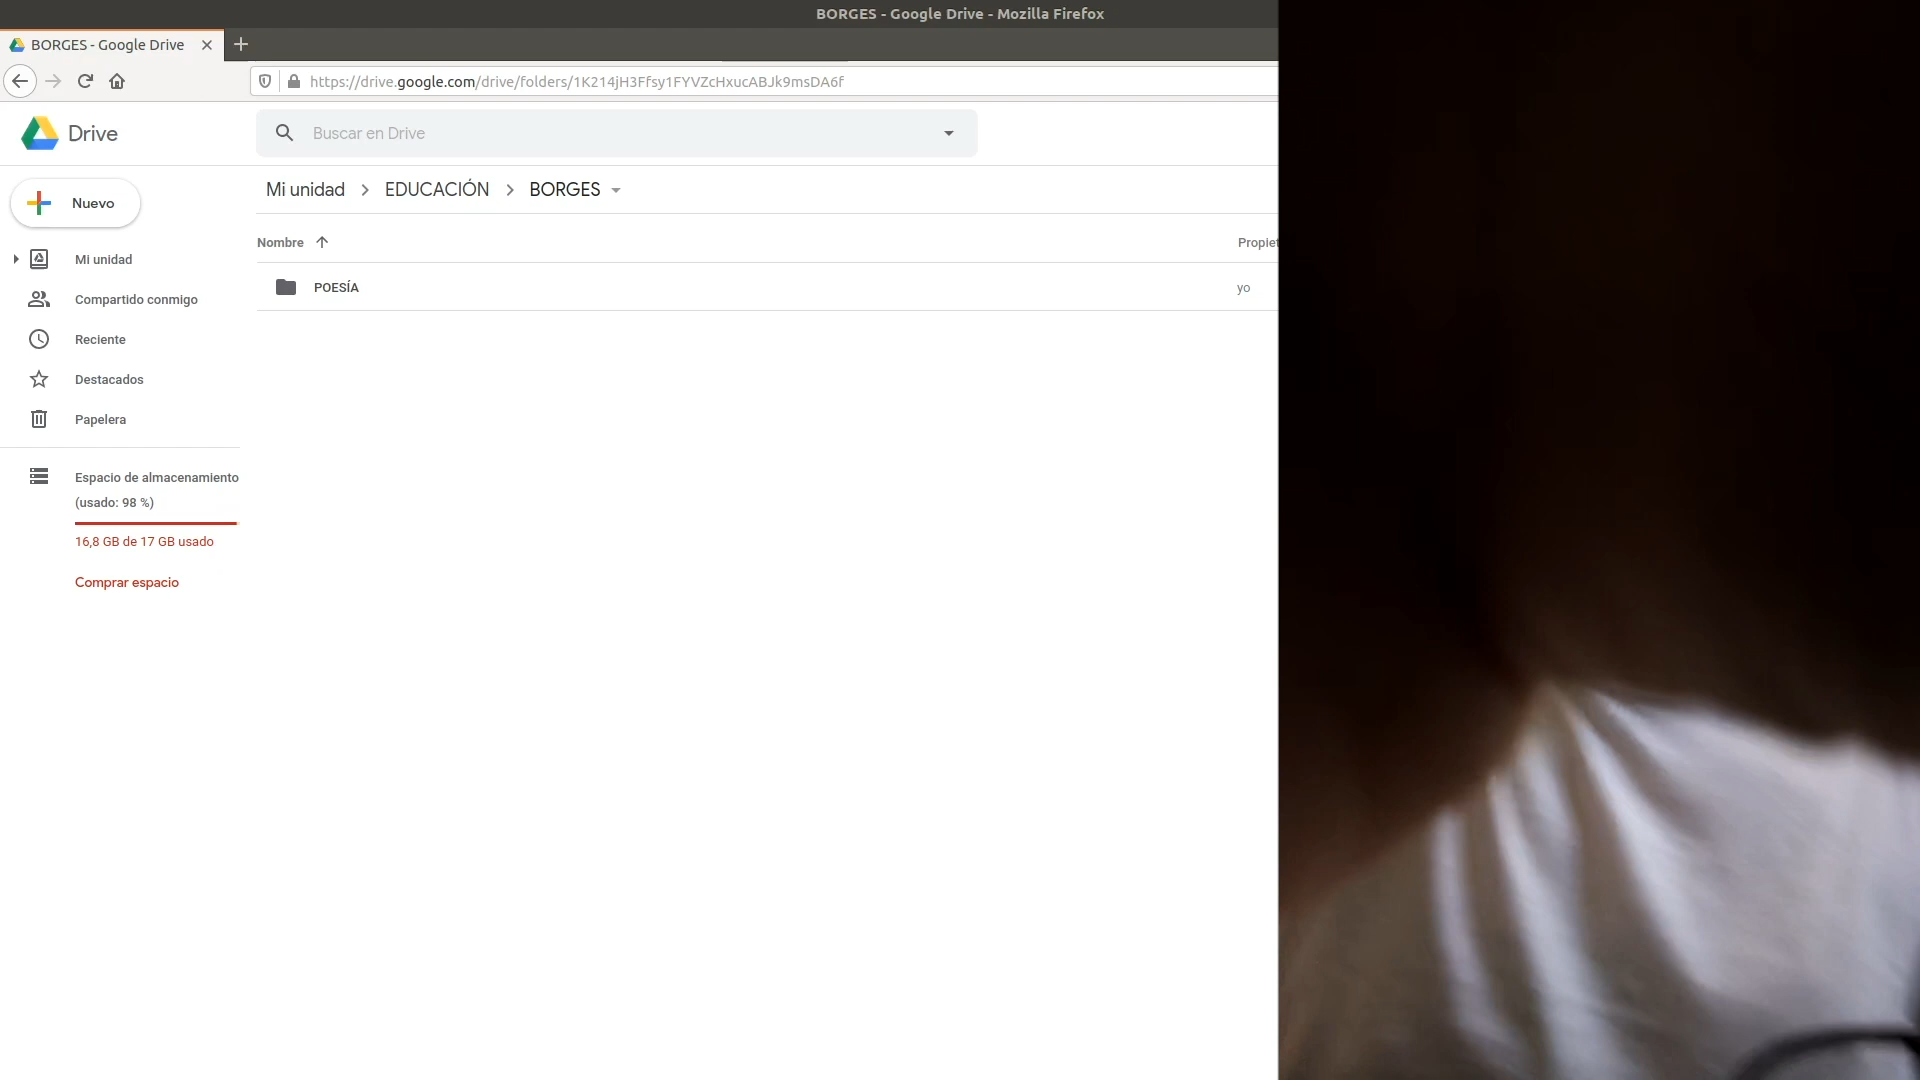 BORGES - Google Drive - Mozilla Firefox
BORGES - Google Drive
https://drive.google.com/drive/folders/1K214jH3Ffsy1FYVZcHxucABJk9msDA6f
Drive
Buscar en Drive
Nuevo
Mi unidad
EDUCACIÓN
BORGES
Nombre
Propiet
POESÍA
yo
Mi unidad
Compartido conmigo
Reciente
Destacados
Papelera
Espacio de almacenamiento
(usado: 98 %)
16,8 GB de 17 GB usado
Comprar espacio